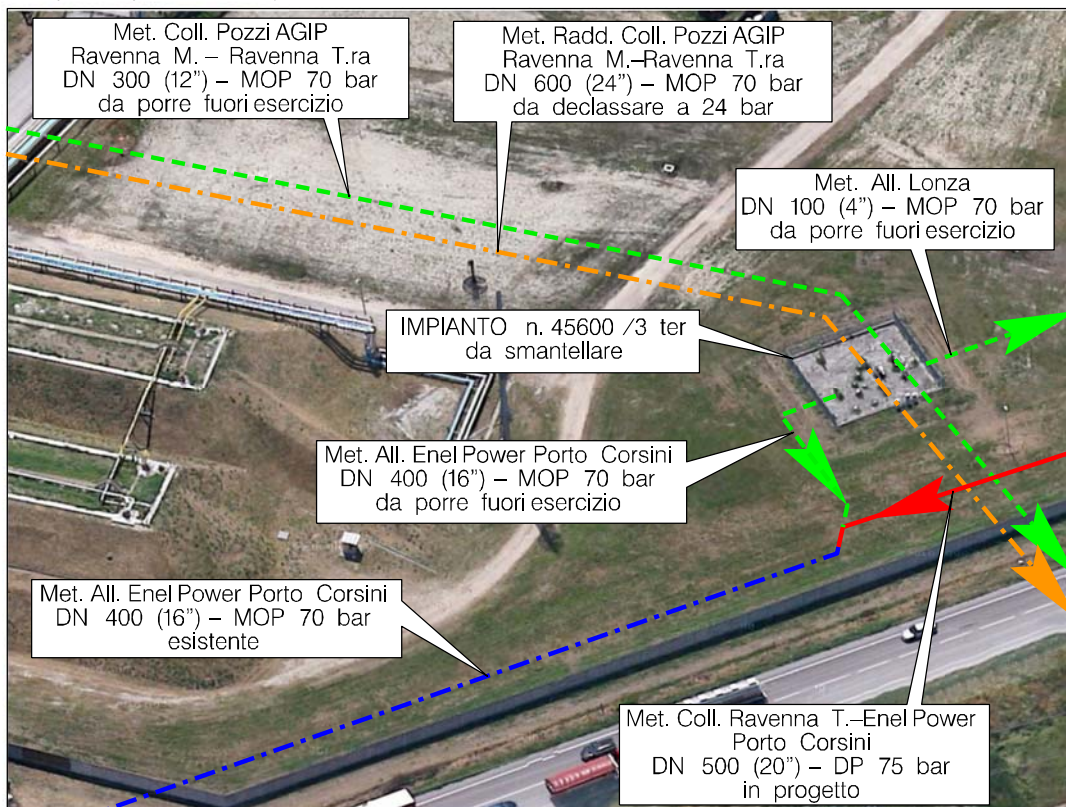 Met. Coll. Pozzi AGIP
Ravenna M. – Ravenna T.ra
DN 300 (12") – MOP 70 bar
da porre fuori esercizio
Met. Radd. Coll. Pozzi AGIP
Ravenna M.–Ravenna T.ra
DN 600 (24") – MOP 70 bar
da declassare a 24 bar
Met. All. Lonza
DN 100 (4") – MOP 70 bar
da porre fuori esercizio
IMPIANTO n. 45600 /3 ter
da smantellare
Met. All. Enel Power Porto Corsini
DN 400 (16") – MOP 70 bar
da porre fuori esercizio
Met. All. Enel Power Porto Corsini
DN 400 (16") – MOP 70 bar
esistente
Met. Coll. Ravenna T.–Enel Power
Porto Corsini
DN 500 (20") – DP 75 bar
in progetto